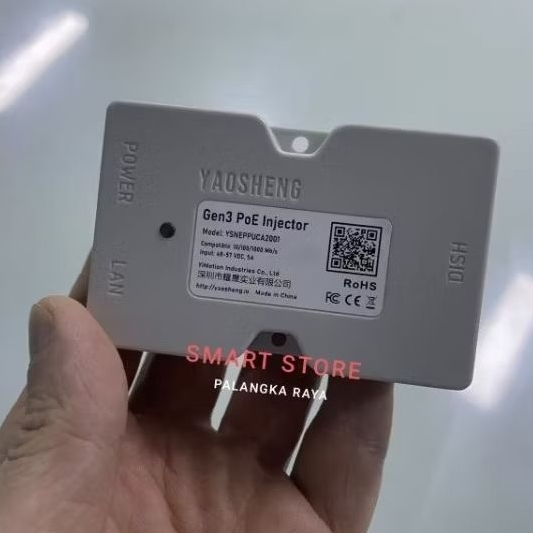 POWER
LAN
YAOSHENG
Gen3 PoE Injector
Model: YSNEPPUCA2001
Compatible 10/100/1000 Mb/s
Input: 48-57 VDC, 5A
YiMotion Industries Co., Ltd
深圳市耀晟实业有限公司
http://yaosheng.io Made in China
RoHS
FC CE
DISH
SMART STORE
PALANGKA RAYA